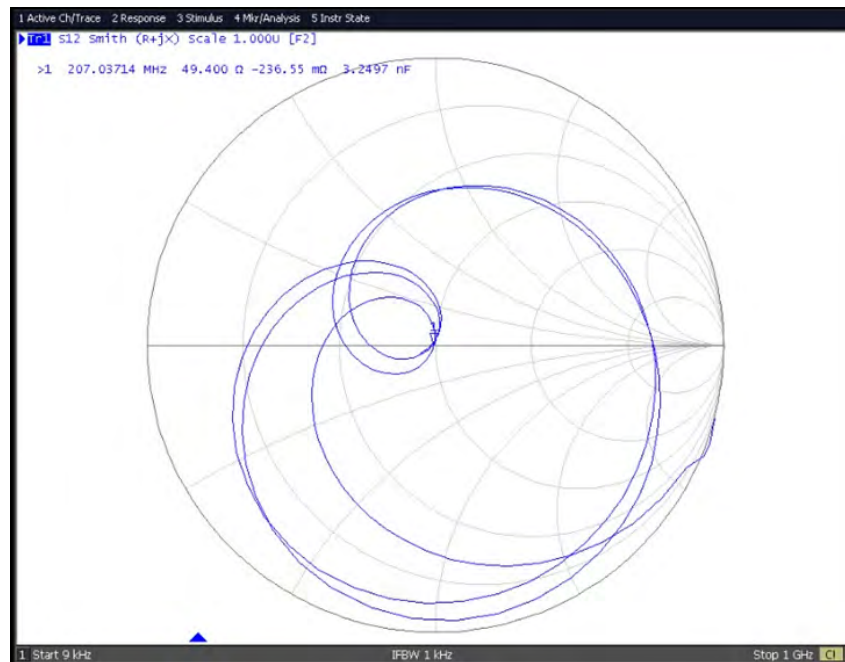 1 Active Ch/Trace 2 Response 3 Stimulus 4 Mkr/Analysis 5 Instr State
Tr1 S12 Smith (R+jX) Scale 1.000U [F2]
>1 207.03714 MHz 49.400 Ω -236.55 mΩ 3.2497 nF
1
1 Start 9 kHz IFBW 1 kHz Stop 1 GHz C!